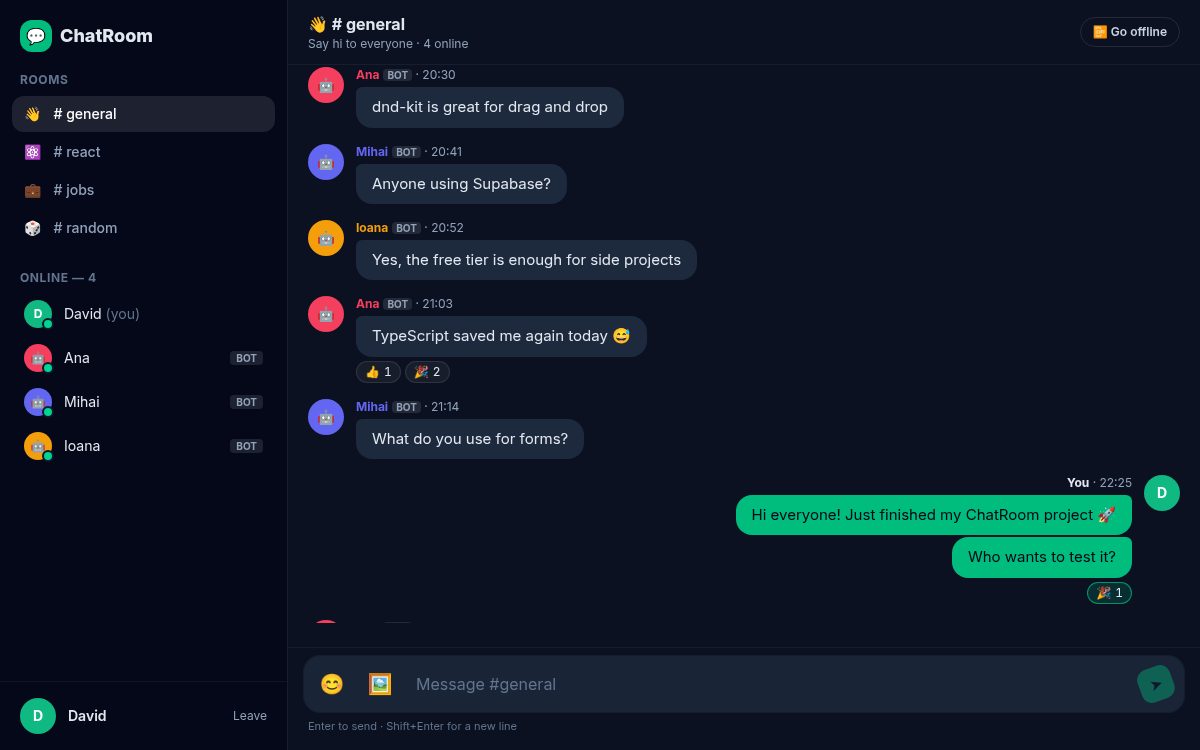 ChatRoom
ROOMS
# general
# react
# jobs
# random
ONLINE — 4
D David (you)
Ana BOT
Mihai BOT
Ioana BOT
D David Leave
# general
Say hi to everyone · 4 online
Go offline
Ana BOT · 20:30
dnd-kit is great for drag and drop
Mihai BOT · 20:41
Anyone using Supabase?
Ioana BOT · 20:52
Yes, the free tier is enough for side projects
Ana BOT · 21:03
TypeScript saved me again today 😅
👍 1 🎉 2
Mihai BOT · 21:14
What do you use for forms?
You · 22:25
D
Hi everyone! Just finished my ChatRoom project 🚀
Who wants to test it?
🎉 1
Message #general
Enter to send · Shift+Enter for a new line